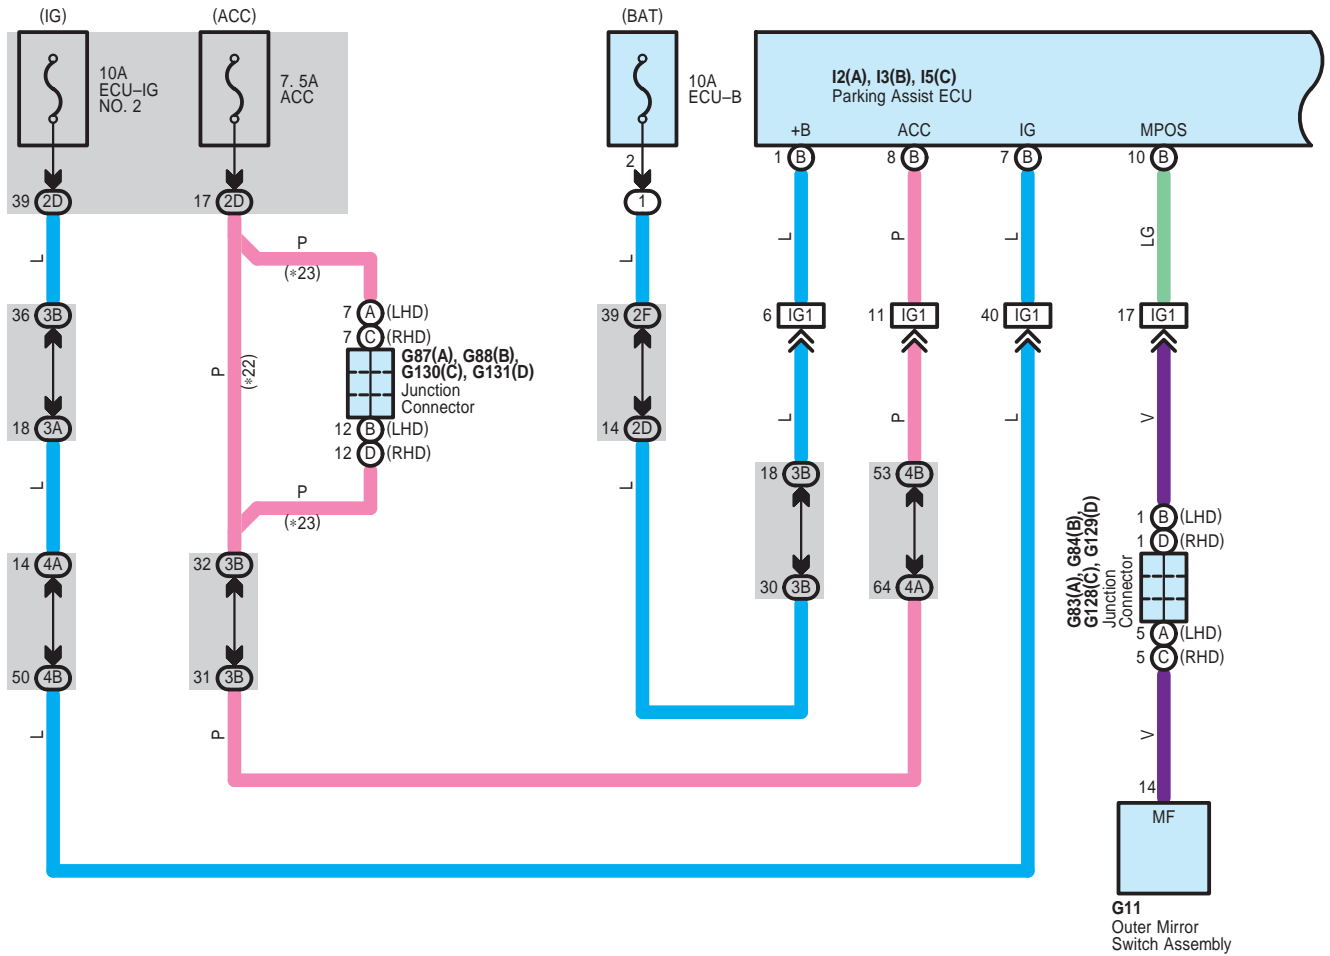 (IG)
(ACC)
(BAT)
10A
ECU–IG
NO. 2
7. 5A
ACC
10A
ECU–B
I2(A), I3(B), I5(C)
Parking Assist ECU
+B
ACC
IG
MPOS
2
1 B
8 B
7 B
10 B
39 2D
17 2D
1
L
P
(*23)
L
L
P
L
LG
36 3B
7 A (LHD)
7 C (RHD)
39 2F
6 IG1
11 IG1
40 IG1
17 IG1
G87(A), G88(B),
G130(C), G131(D)
Junction
Connector
P
(*22)
18 3A
12 B (LHD)
12 D (RHD)
14 2D
L
P
L
V
L
P
(*23)
L
18 3B
53 4B
1 B (LHD)
1 D (RHD)
G83(A), G84(B),
G128(C), G129(D)
Junction
Connector
14 4A
32 3B
30 3B
64 4A
5 A (LHD)
5 C (RHD)
50 4B
31 3B
L
P
V
14
MF
G11
Outer Mirror
Switch Assembly